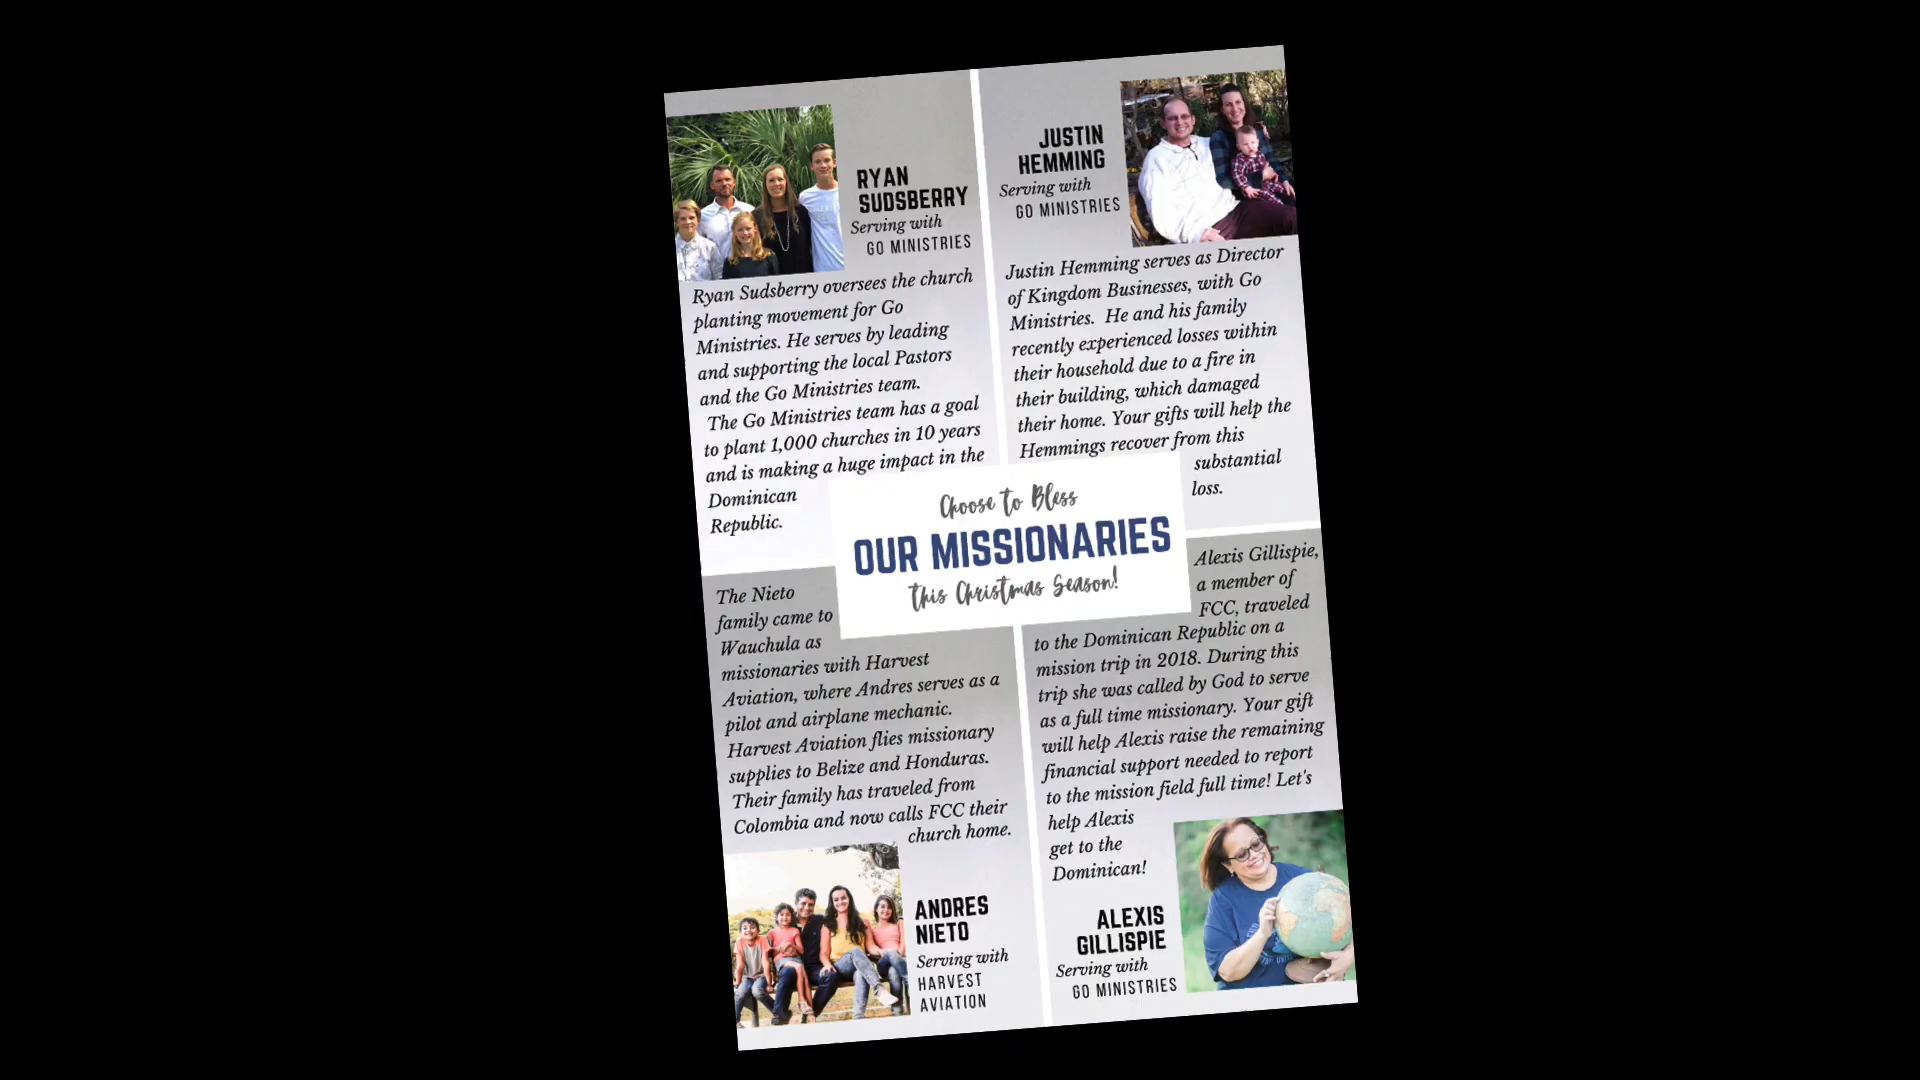 RYAN
SUDSBERRY
Serving with
GO MINISTRIES
Ryan Sudsberry oversees the church
planting movement for Go
Ministries. He serves by leading
and supporting the local Pastors
and the Go Ministries team.
The Go Ministries team has a goal
to plant 1,000 churches in 10 years
and is making a huge impact in the
Dominican
Republic.
JUSTIN
HEMMING
Serving with
GO MINISTRIES
Justin Hemming serves as Director
of Kingdom Businesses, with Go
Ministries. He and his family
recently experienced losses within
their household due to a fire in
their building, which damaged
their home. Your gifts will help the
Hemmings recover from this
substantial
loss.
Choose to Bless
OUR MISSIONARIES
this Christmas Season!
The Nieto
family came to
Wauchula as
missionaries with Harvest
Aviation, where Andres serves as a
pilot and airplane mechanic.
Harvest Aviation flies missionary
supplies to Belize and Honduras.
Their family has traveled from
Colombia and now calls FCC their
church home.
ANDRES
NIETO
Serving with
HARVEST
AVIATION
Alexis Gillispie,
a member of
FCC, traveled
to the Dominican Republic on a
mission trip in 2018. During this
trip she was called by God to serve
as a full time missionary. Your gift
will help Alexis raise the remaining
financial support needed to report
to the mission field full time! Let's
help Alexis
get to the
Dominican!
ALEXIS
GILLISPIE
Serving with
GO MINISTRIES